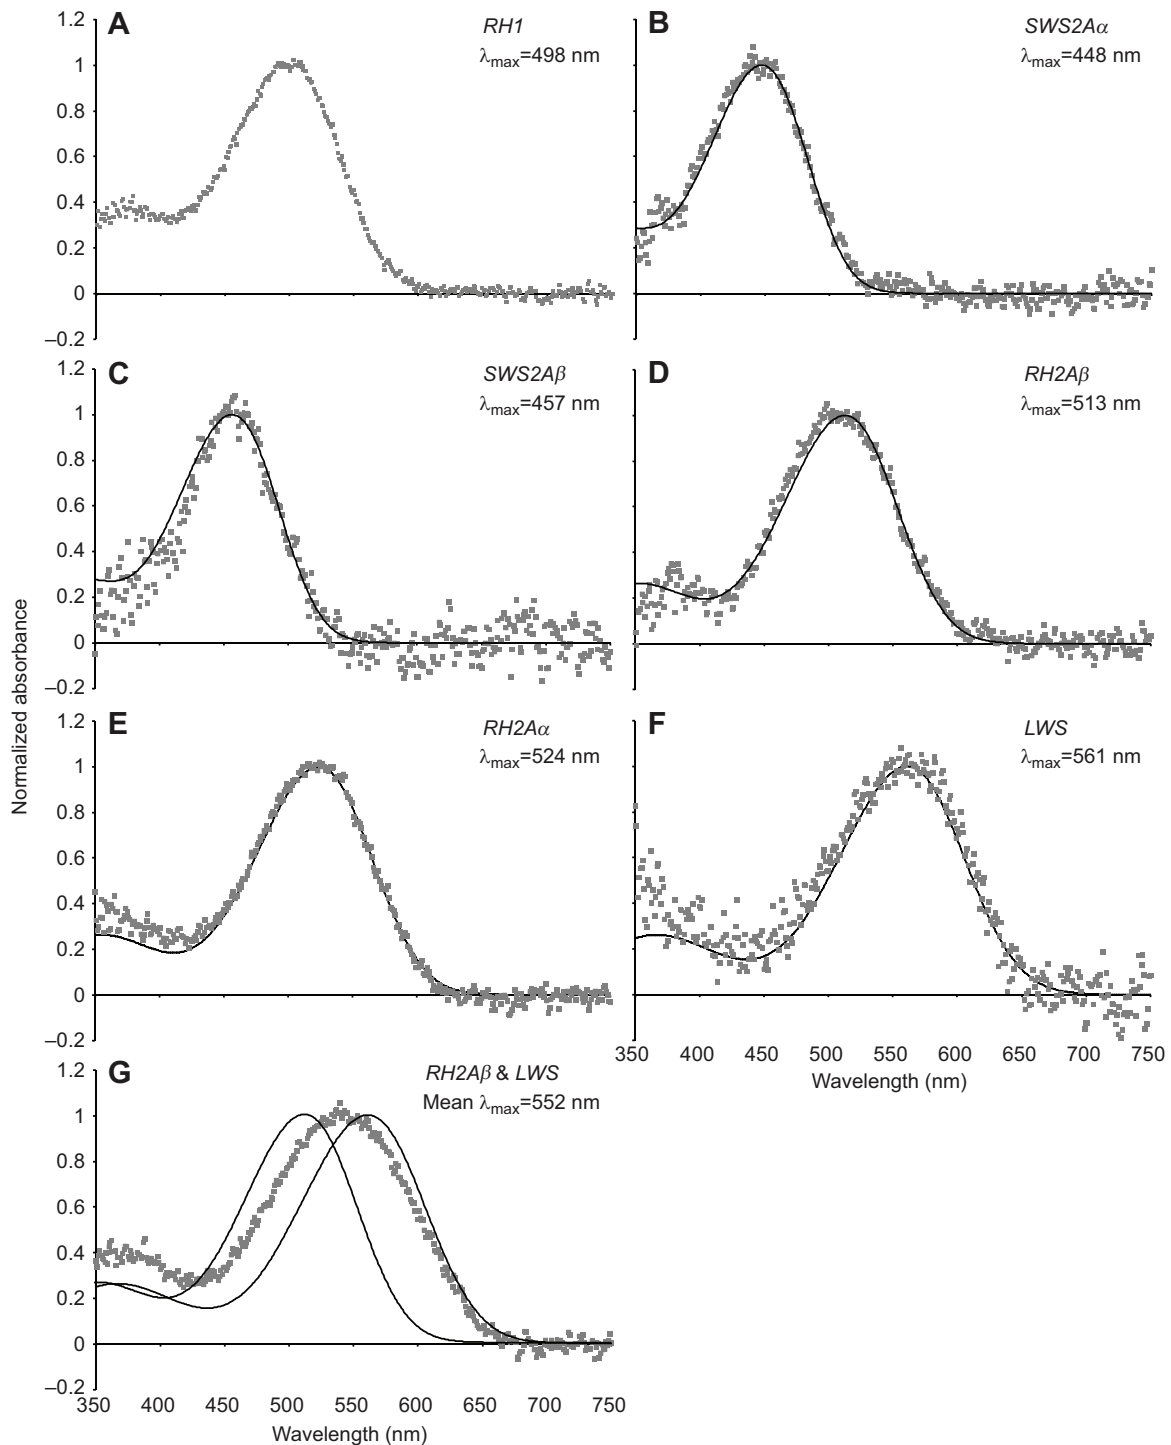 A
RH1
λmax=498 nm
1.2
1
0.8
0.6
0.4
0.2
0
–0.2
B
SWS2Aα
λmax=448 nm
C
SWS2Aβ
λmax=457 nm
1.2
1
0.8
0.6
0.4
0.2
0
–0.2
D
RH2Aβ
λmax=513 nm
Normalized absorbance
E
RH2Aα
λmax=524 nm
1.2
1
0.8
0.6
0.4
0.2
0
–0.2
F
LWS
λmax=561 nm
350 400 450 500 550 600 650 700 750
Wavelength (nm)
G
RH2Aβ & LWS
Mean λmax=552 nm
1.2
1
0.8
0.6
0.4
0.2
0
–0.2
350 400 450 500 550 600 650 700 750
Wavelength (nm)